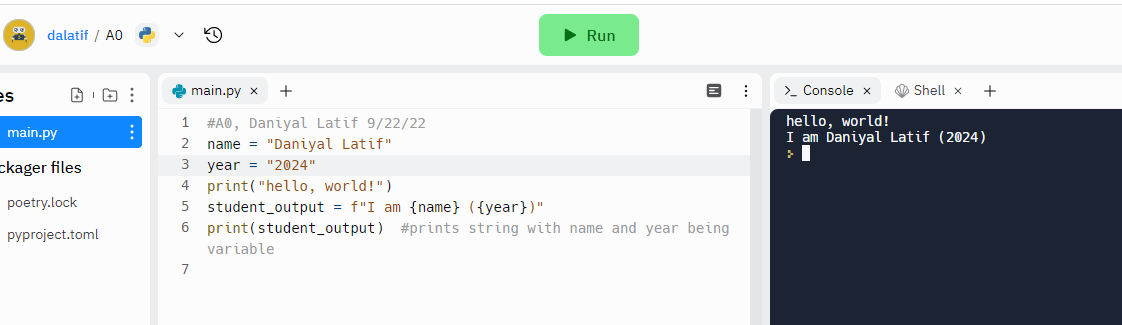 dalatif / A0
Run
es
main.py
ckager files
poetry.lock
pyproject.toml
main.py × +
1 #A0, Daniyal Latif 9/22/22
2 name = "Daniyal Latif"
3 year = "2024"
4 print("hello, world!")
5 student_output = f"I am {name} ({year})"
6 print(student_output)  #prints string with name and year being
variable
7
>_ Console × Shell × +
hello, world!
I am Daniyal Latif (2024)